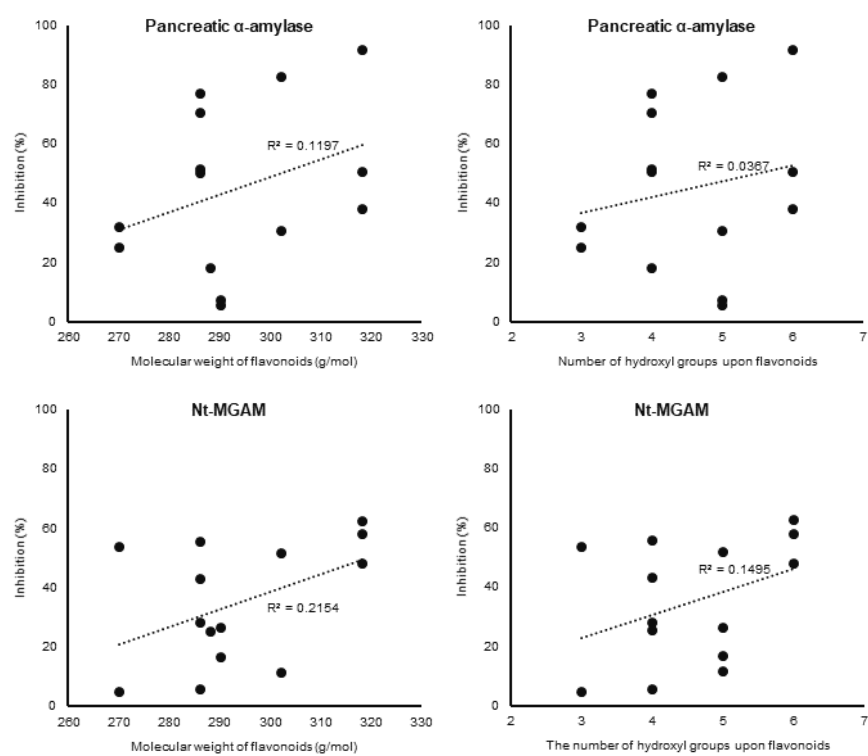 Pancreatic α-amylase
100
80
60
40
20
0
Inhibition (%)
R² = 0.1197
260 270 280 290 300 310 320 330
Molecular weight of flavonoids (g/mol)
Pancreatic α-amylase
100
80
60
40
20
0
Inhibition (%)
R² = 0.0367
2 3 4 5 6 7
Number of hydroxyl groups upon flavonoids
Nt-MGAM
100
80
60
40
20
0
Inhibition (%)
R² = 0.2154
260 270 280 290 300 310 320 330
Molecular weight of flavonoids (g/mol)
Nt-MGAM
100
80
60
40
20
0
Inhibition (%)
R² = 0.1495
2 3 4 5 6 7
The number of hydroxyl groups upon flavonoids